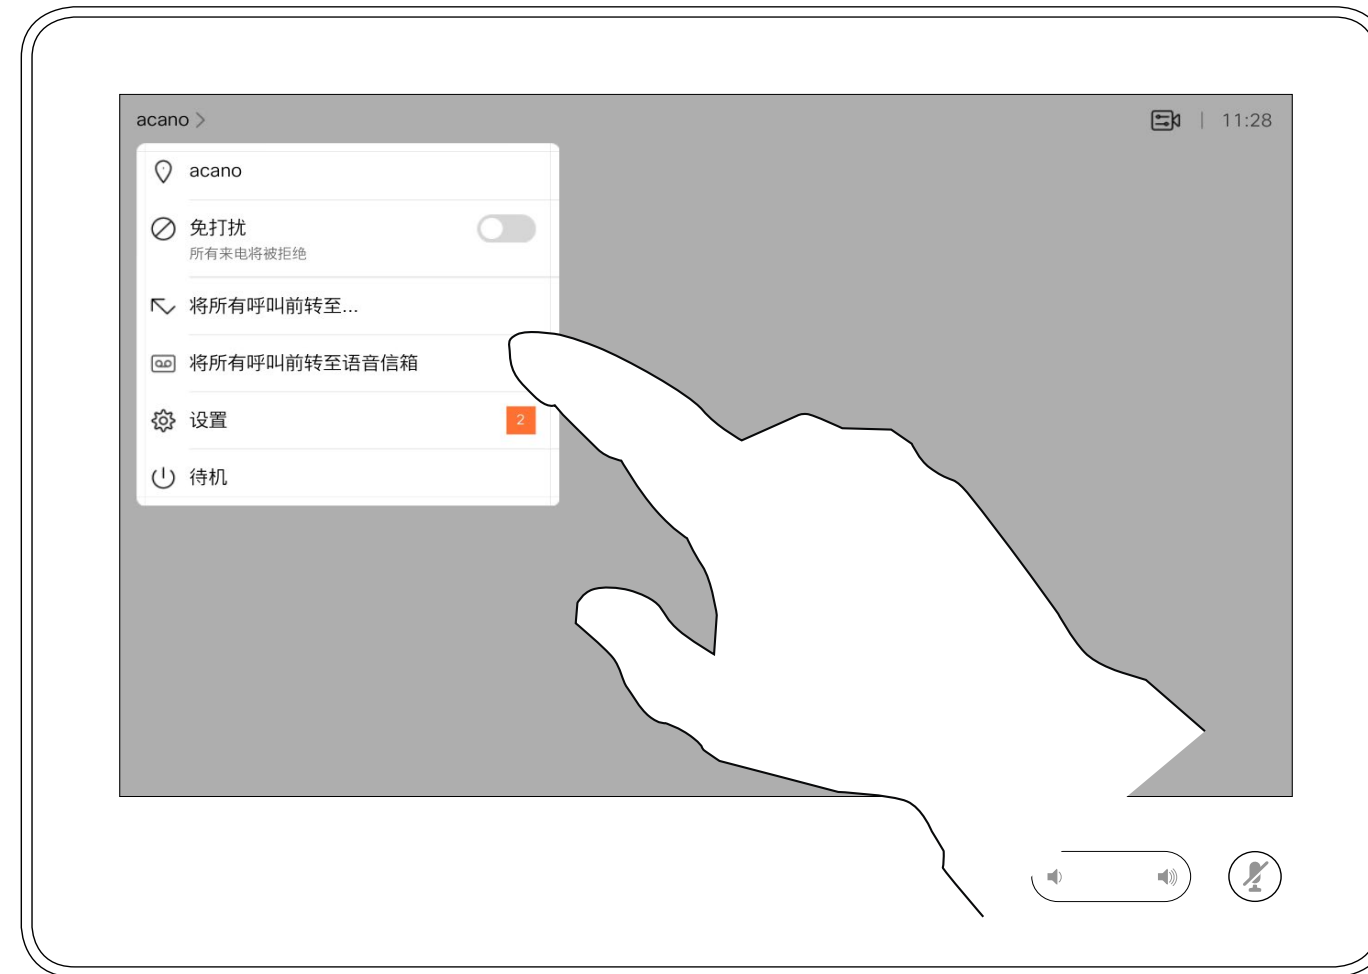 acano
11:28
acano
免打扰
所有来电将被拒绝
将所有呼叫前转至...
将所有呼叫前转至语音信箱
设置
2
待机